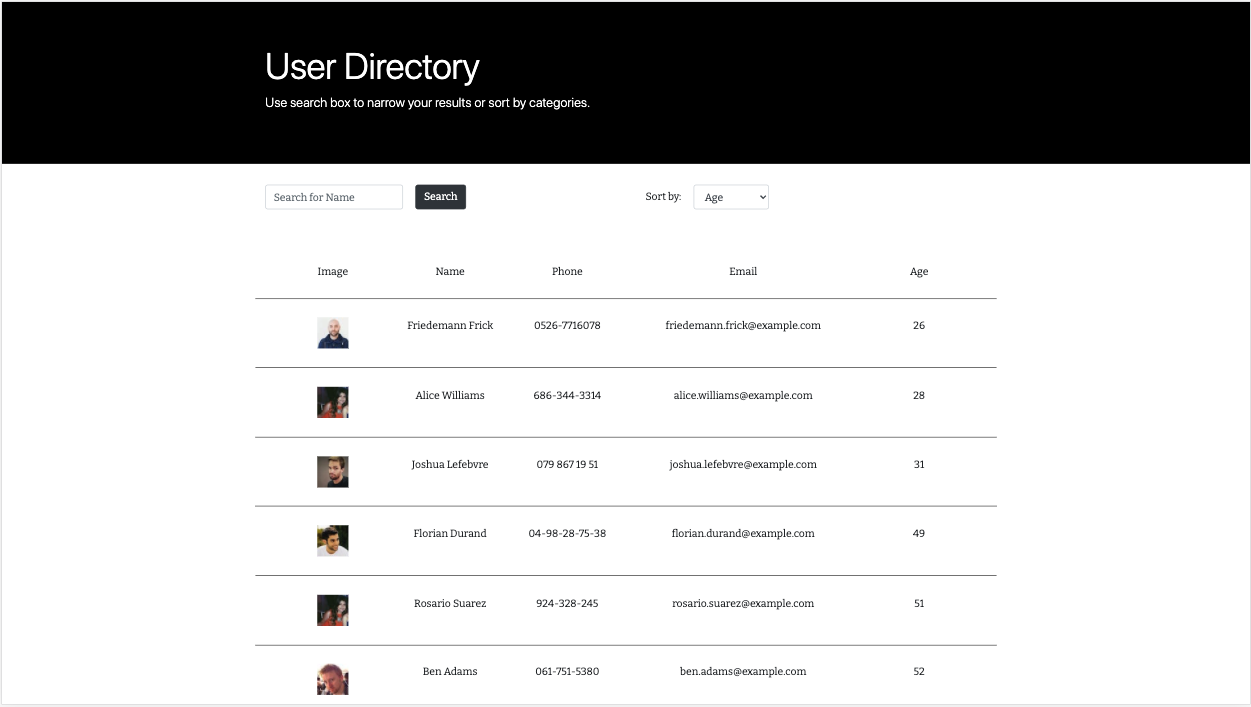 User Directory
Use search box to narrow your results or sort by categories.
Search for Name Search Sort by: Age
Image Name Phone Email Age
Friedemann Frick 0526-7716078 friedemann.frick@example.com 26
Alice Williams 686-344-3314 alice.williams@example.com 28
Joshua Lefebvre 079 867 19 51 joshua.lefebvre@example.com 31
Florian Durand 04-98-28-75-38 florian.durand@example.com 49
Rosario Suarez 924-328-245 rosario.suarez@example.com 51
Ben Adams 061-751-5380 ben.adams@example.com 52